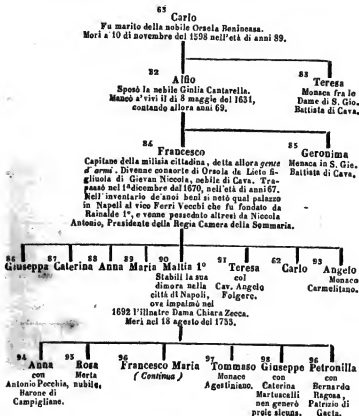 63
Carlo
Fu marito della nobile Orsela Benincasa.
Morì a 10 di novembre del 1598 nell'età di anni 89.
82
Alfio
Sposò la nobile Giulia Cantarella.
Mancò a' vivi il dì 8 maggio del 1631,
contando allora anni 69.
83
Teresa
Monaca fra le
Dame di S. Gio.
Battista di Cava.
84
Francesco
Capitano della milizia cittadina, detta allora gente
d'armi. Divenne consorte di Orsola de Lieto fi-
gliuola di Giovan Niccola, nobile di Cava. Tra-
passò nel 1° dicembre dal 1670, nell'età di anni 67.
Nell'inventario de'suoi beni si notò qual palazzo
in Napoli al vico Ferri Vecchi che fu fondato da
Rainaldo 1°, e venne posseduto altresì da Niccola
Antonio, Presidente della Regia Camera della Sommaria.
85
Geronima
Monaca in S. Gio.
Battista di Cava.
86
Giuseppa
87
Caterina
88
Anna
89
Maria
90
Mattia 1°
Stabilì la sua
dimora nella
città di Napoli,
ove impalmò nel
1692 l'Illustre Dama Chiara Zecca.
Morì nel 18 agosto del 1733.
91
Teresa
col
Cav. Angelo
Folgore.
62
Carlo
93
Angelo
Monaco
Carmelitano.
94
Anna
con
Antonio Pecchia,
Barone di
Campigliane.
95
Rosa
Morta
nubile.
96
Francesco Maria
(Continua)
97
Tommaso
Monaco
Agostiniano.
98
Giuseppe
con
Caterina
Martuscalli
non generò
prole alcuna.
96
Petronilla
con
Bernardo
Ragosa,
Patrizio di
Gaeta.